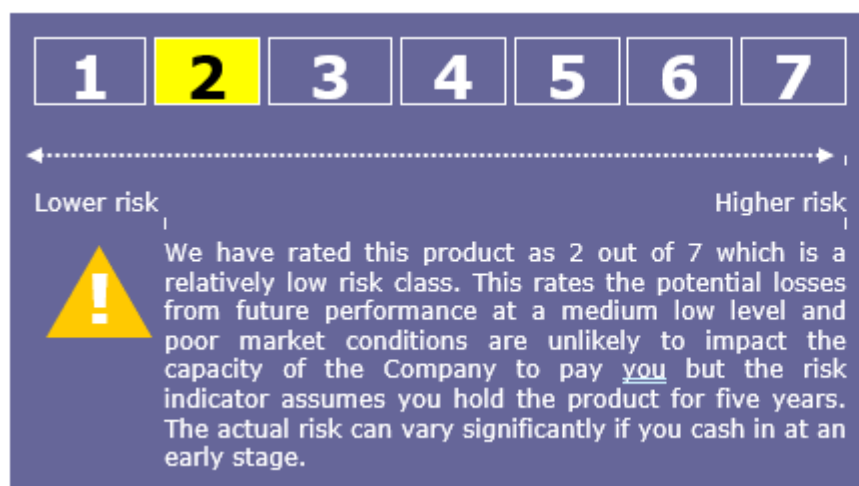 1 2 3 4 5 6 7
Lower risk Higher risk
!
We have rated this product as 2 out of 7 which is a
relatively low risk class. This rates the potential losses
from future performance at a medium low level and
poor market conditions are unlikely to impact the
capacity of the Company to pay you but the risk
indicator assumes you hold the product for five years.
The actual risk can vary significantly if you cash in at an
early stage.